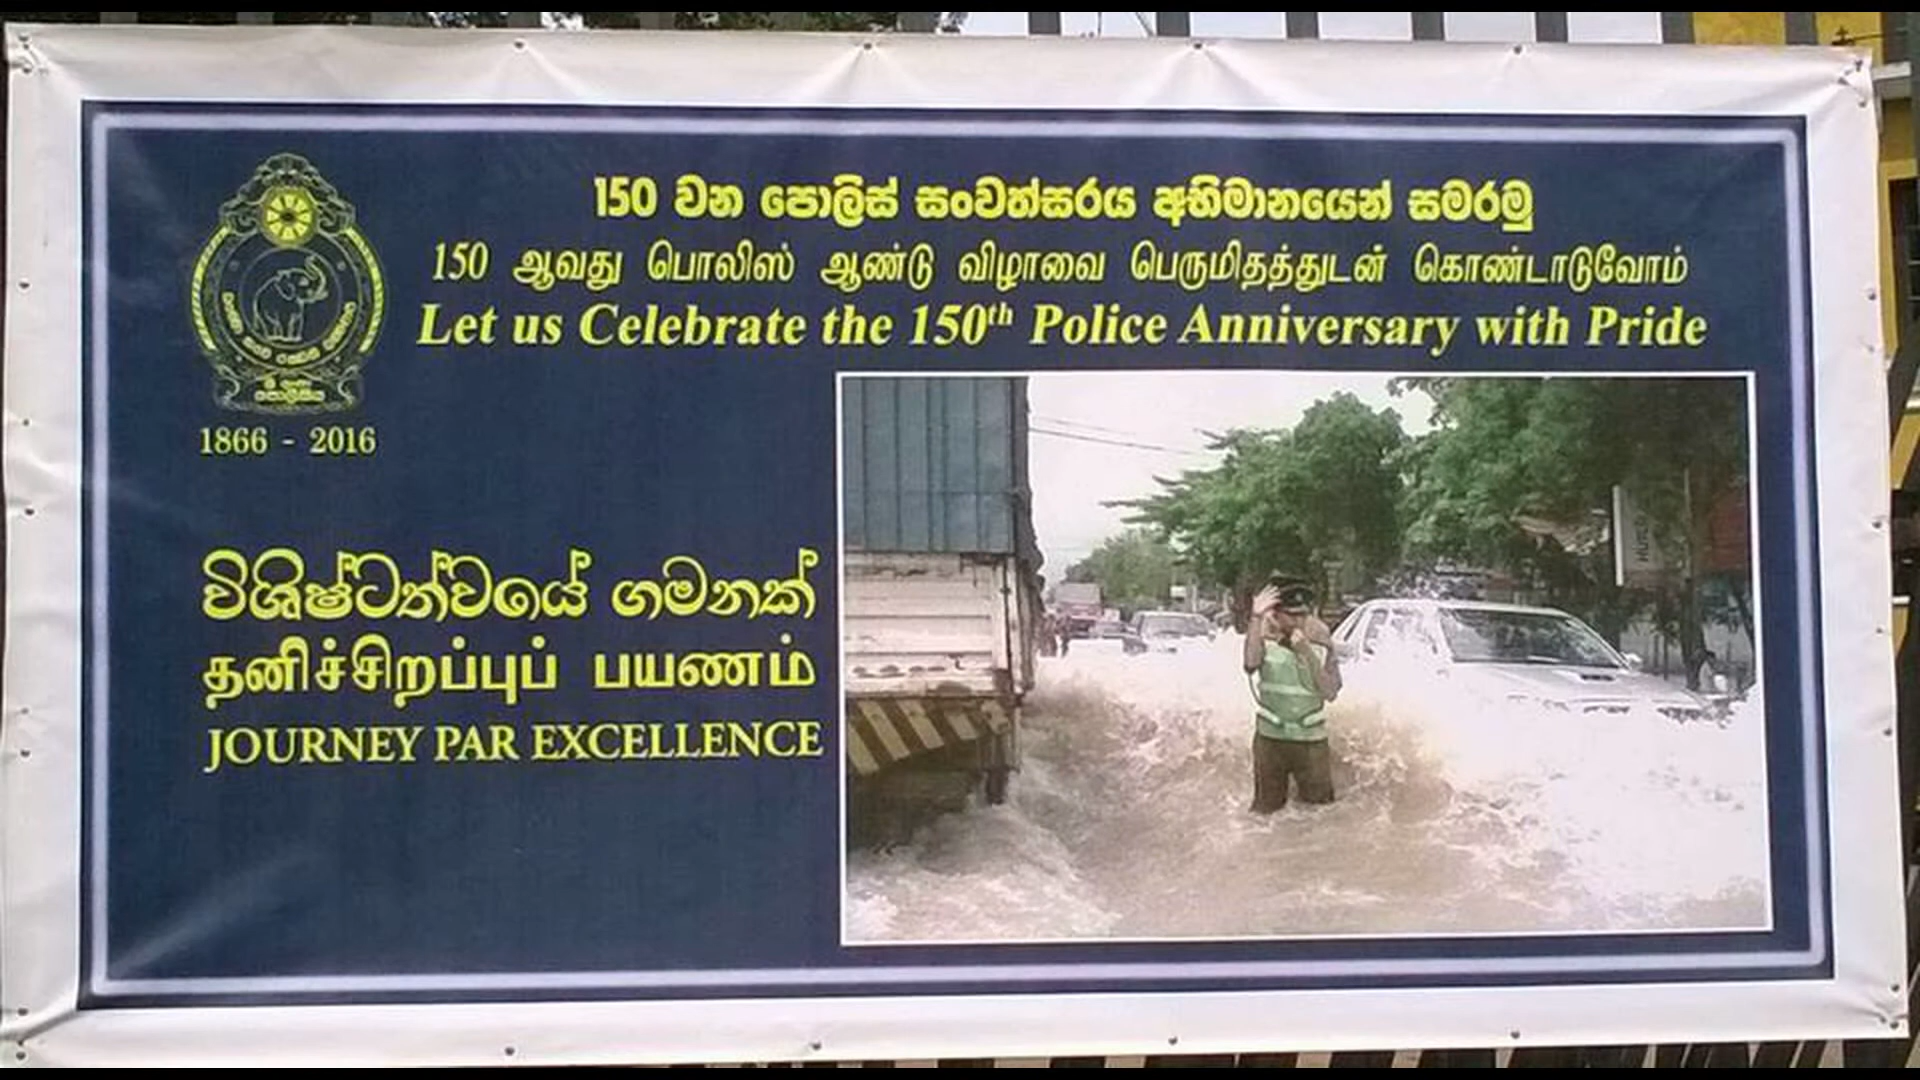 150 වන පොලිස් සංවත්සරය අභිමානයෙන් සමරමු
150 ஆவது பொலிஸ் ஆண்டு விழாவை பெருமிதத்துடன் கொண்டாடுவோம்
Let us Celebrate the 150th Police Anniversary with Pride
ශ්‍රී ලංකා
පොලිසිය
1866 - 2016
විශිෂ්ටත්වයේ ගමනක්
தனிச்சிறப்புப் பயணம்
JOURNEY PAR EXCELLENCE